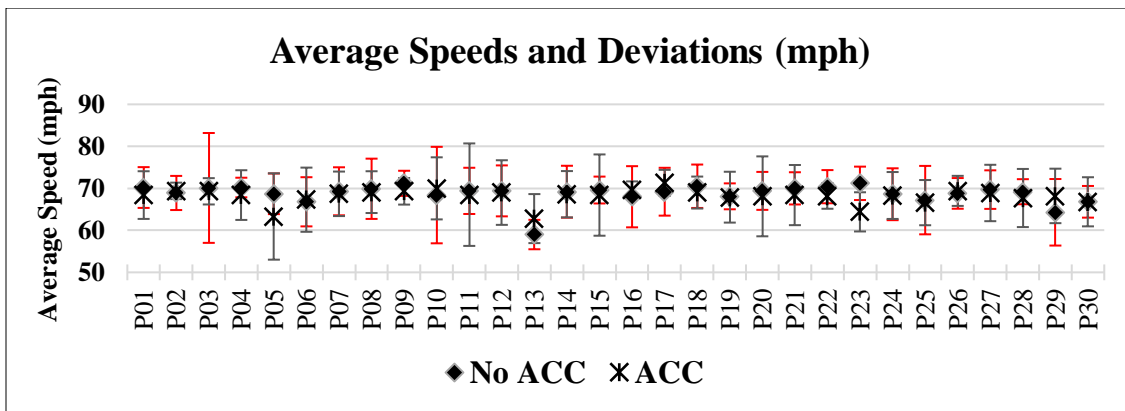 Average Speeds and Deviations (mph)
Average Speed (mph)
90
80
70
60
50
P01
P02
P03
P04
P05
P06
P07
P08
P09
P10
P11
P12
P13
P14
P15
P16
P17
P18
P19
P20
P21
P22
P23
P24
P25
P26
P27
P28
P29
P30
No ACC ACC